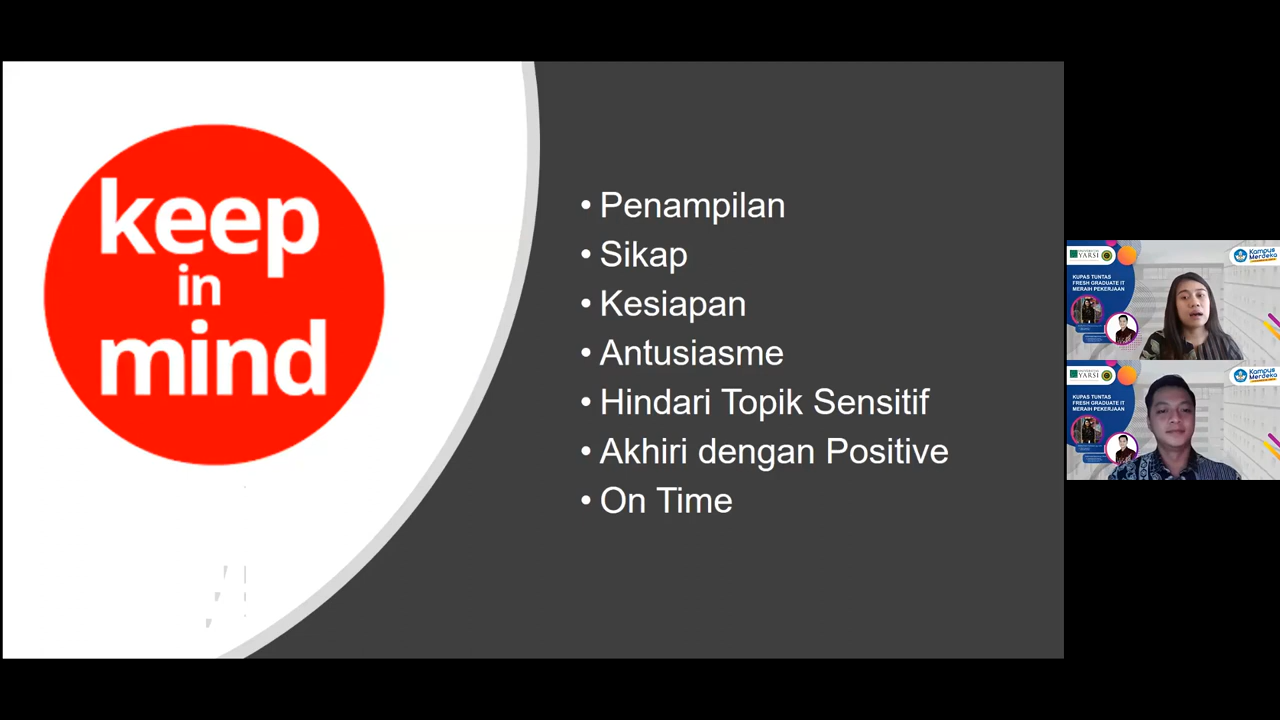 keep
in
mind
• Penampilan
• Sikap
• Kesiapan
• Antusiasme
• Hindari Topik Sensitif
• Akhiri dengan Positive
• On Time
YARSI
Kampus
Merdeka
KUPAS TUNTAS
FRESH GRADUATE IT
MERAIH PEKERJAAN
YARSI
Kampus
Merdeka
KUPAS TUNTAS
FRESH GRADUATE IT
MERAIH PEKERJAAN